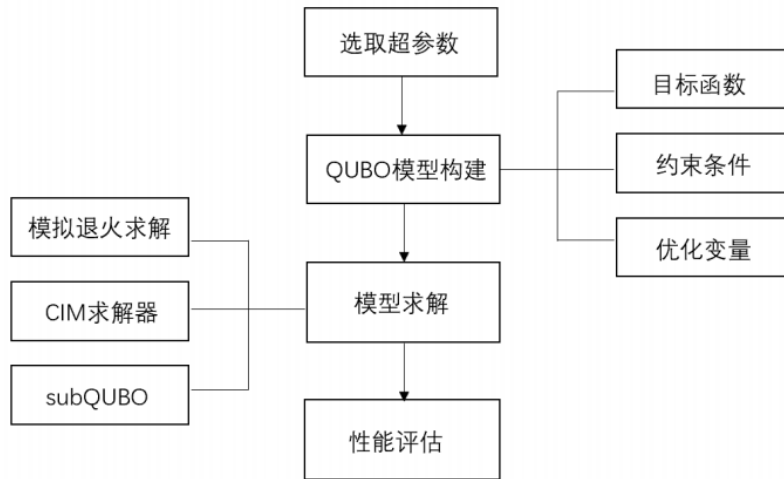 选取超参数
目标函数
QUBO模型构建
约束条件
模拟退火求解
优化变量
CIM求解器
模型求解
subQUBO
性能评估